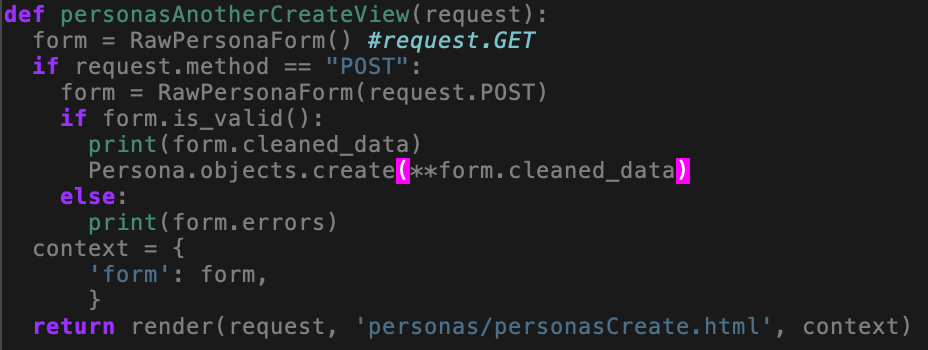 def personasAnotherCreateView(request):
  form = RawPersonaForm() #request.GET
  if request.method == "POST":
    form = RawPersonaForm(request.POST)
    if form.is_valid():
      print(form.cleaned_data)
      Persona.objects.create(**form.cleaned_data)
    else:
      print(form.errors)
  context = {
      'form': form,
      }
  return render(request, 'personas/personasCreate.html', context)